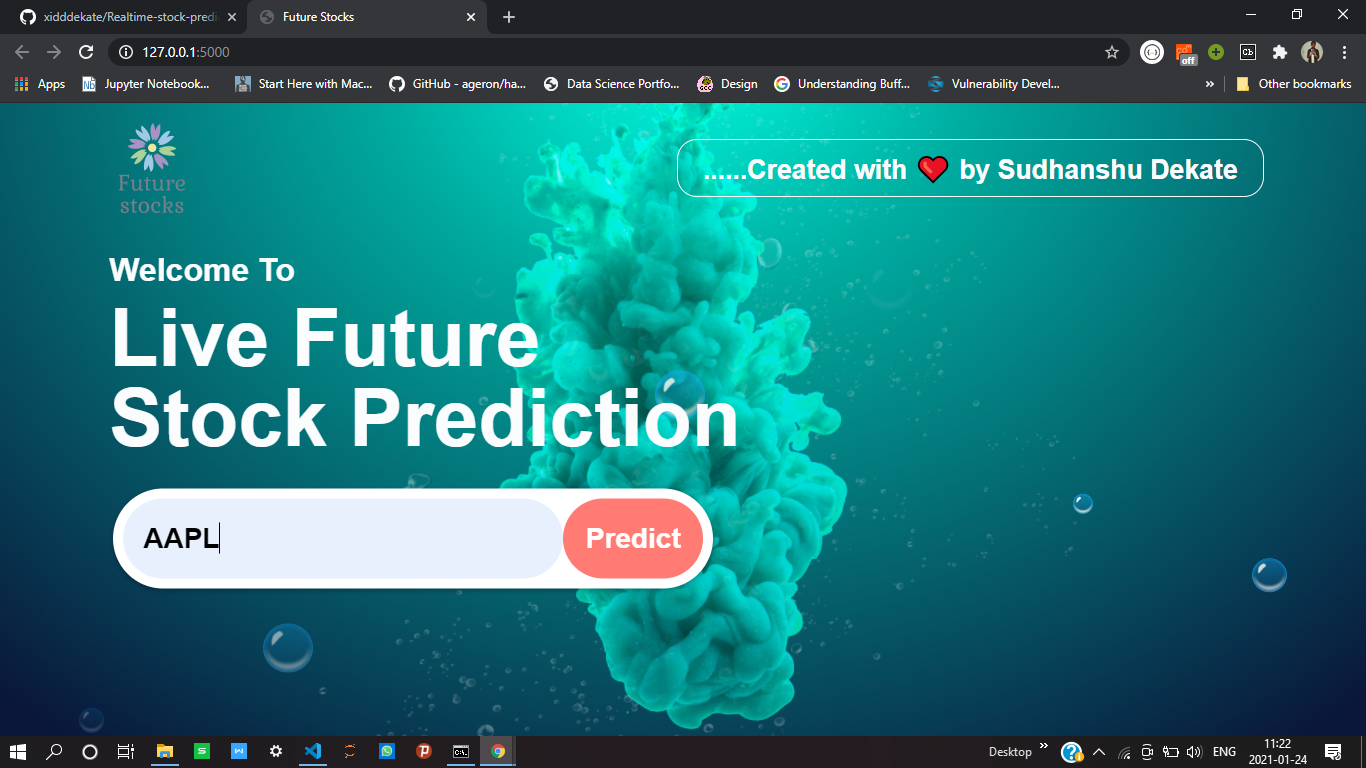 xidddekate/Realtime-stock-predi
Future Stocks
127.0.0.1:5000
off
Apps
Jupyter Notebook...
Start Here with Mac...
GitHub - ageron/ha...
Data Science Portfo...
Design
Understanding Buff...
Vulnerability Devel...
»
Other bookmarks
Future
stocks
......Created with ❤ by Sudhanshu Dekate
Welcome To
Live Future
Stock Prediction
AAPL
Predict
Desktop
»
ENG
11:22
2021-01-24